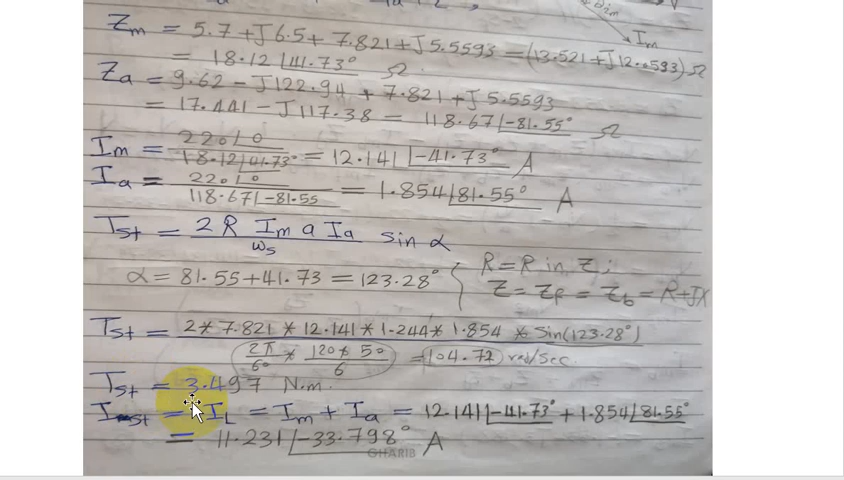 Zm = 5.7 + J6.5 + 7.821 + J5.5593 = (13.521 + J12.0593) Ω
= 18.12 ∠41.73° Ω
Za = 9.62 - J122.94 + 7.821 + J5.5593
= 17.441 - J117.38 = 118.67 ∠-81.55° Ω
Im = 220∠0 / 18.12∠41.73° = 12.141 ∠-41.73° A
Ia = 220∠0 / 118.67∠-81.55 = 1.854∠81.55° A
Tst = 2 R Im a Ia / ωs sin α
α = 81.55 + 41.73 = 123.28° { R = R in Z;
Z = Zf = Zb = R + JX
Tst = 2 * 7.821 * 12.141 * 1.244 * 1.854 * Sin(123.28°)
2π / 60 * 120 * 50 / 6 = 104.72 rad/sec
Tst = 3.497 N.m.
= IL = Im + Ia = 12.141 ∠-41.73° + 1.854∠81.55°
= 11.231 ∠-33.798° A
GHARIB
Im